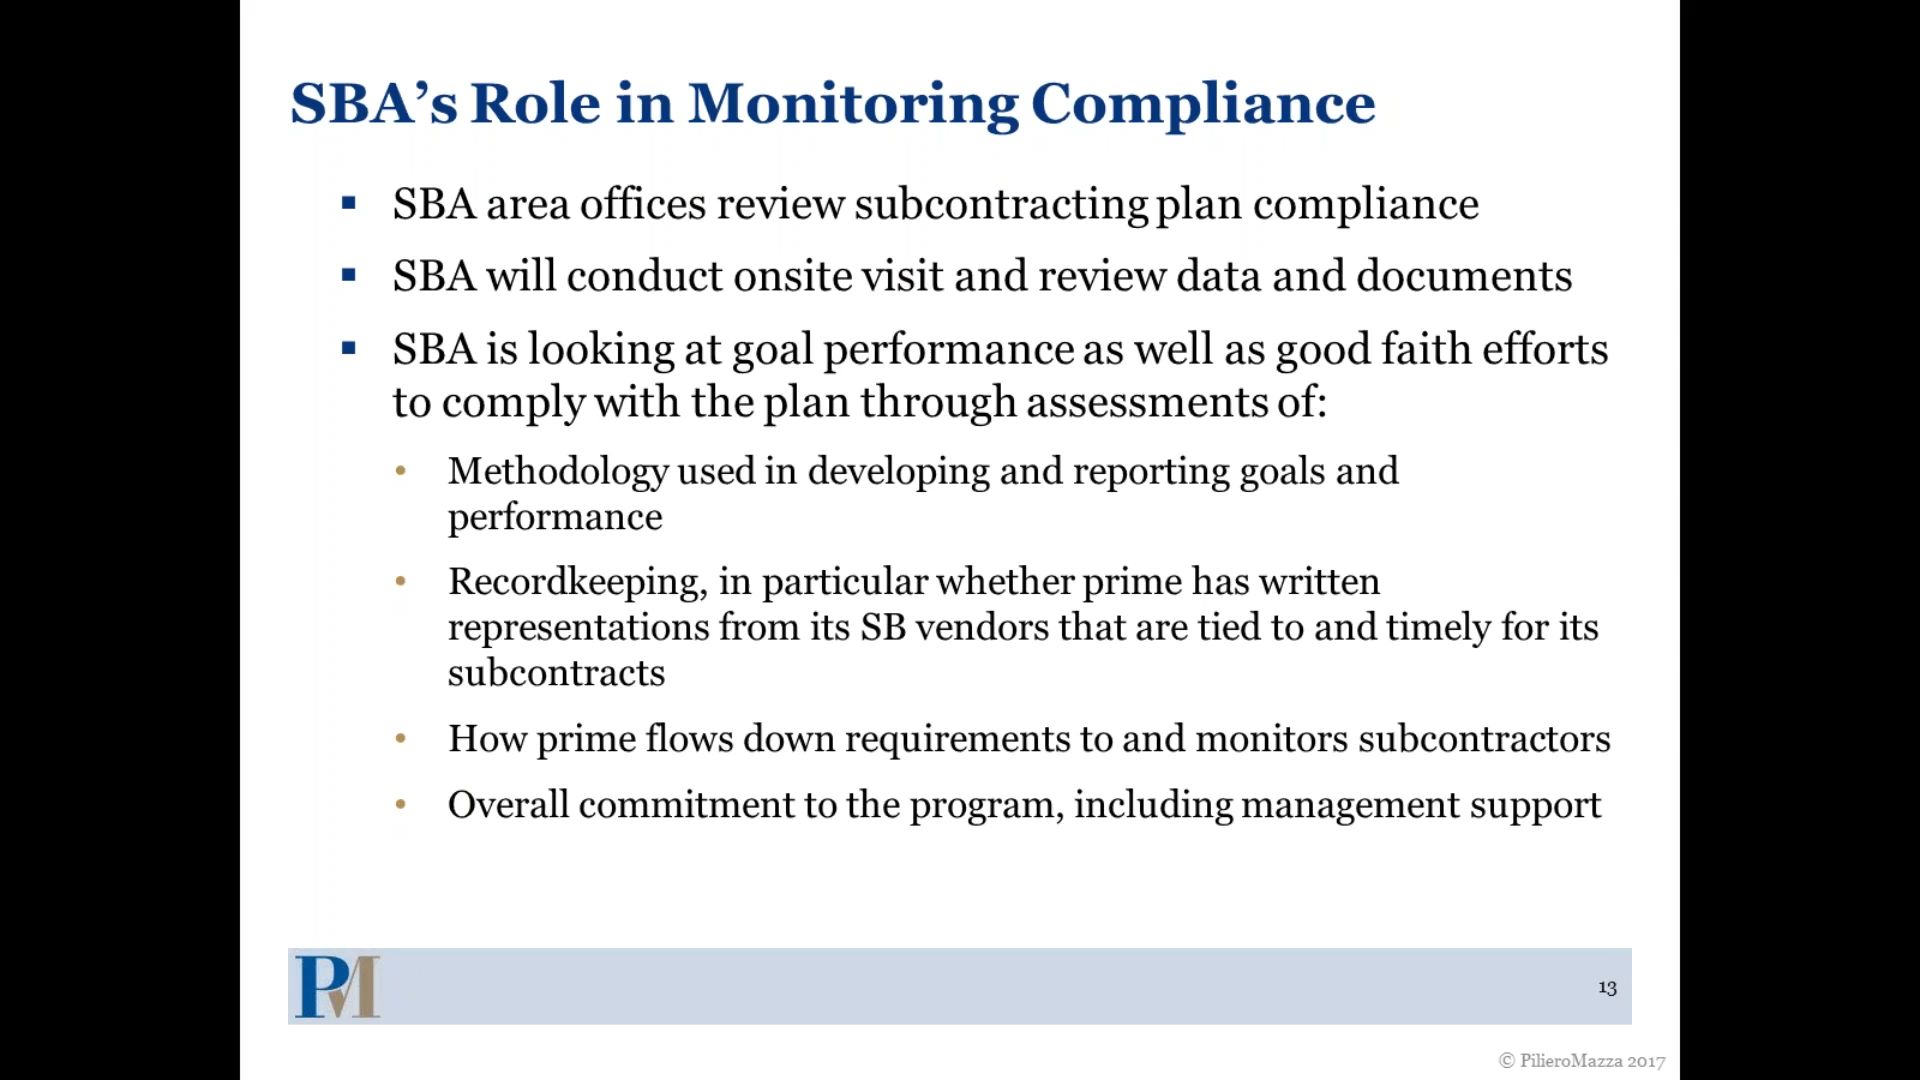 SBA’s Role in Monitoring Compliance
▪ SBA area offices review subcontracting plan compliance
▪ SBA will conduct onsite visit and review data and documents
▪ SBA is looking at goal performance as well as good faith efforts
to comply with the plan through assessments of:
• Methodology used in developing and reporting goals and
performance
• Recordkeeping, in particular whether prime has written
representations from its SB vendors that are tied to and timely for its
subcontracts
• How prime flows down requirements to and monitors subcontractors
• Overall commitment to the program, including management support
PM
13
© PilieroMazza 2017